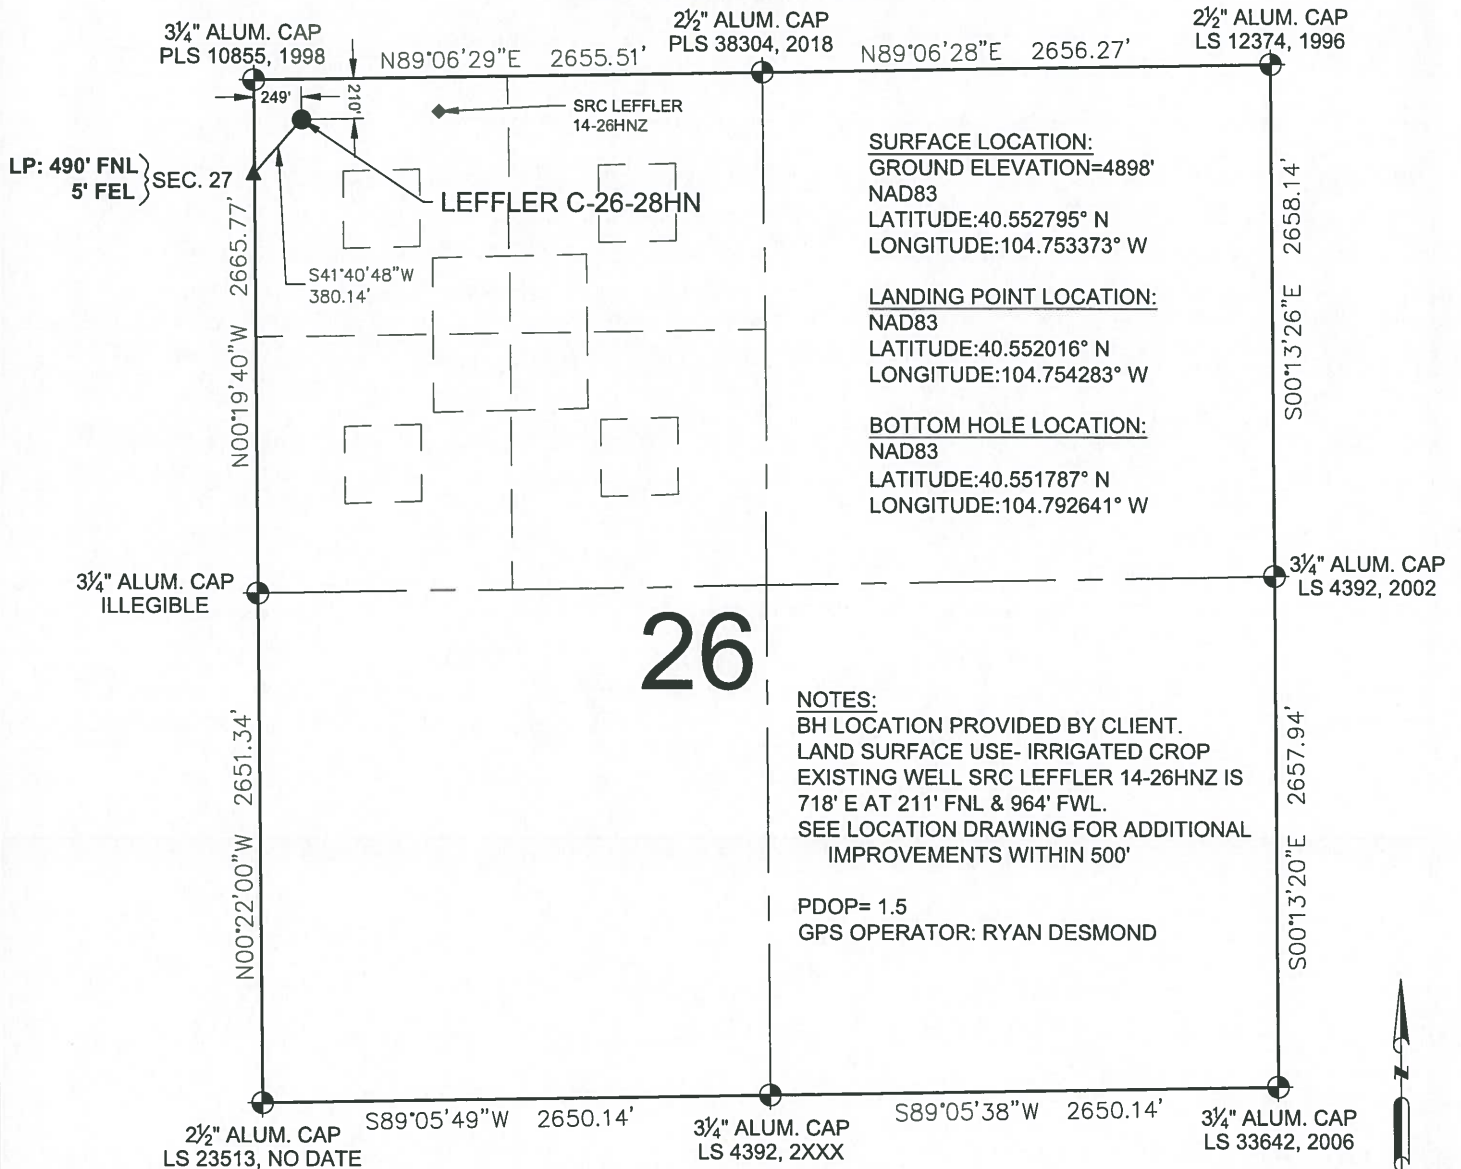 3¼" ALUM. CAP
PLS 10855, 1998
N89°06'29"E 2655.51'
2½" ALUM. CAP
PLS 38304, 2018
N89°06'28"E 2656.27'
2½" ALUM. CAP
LS 12374, 1996
249'
210'
SRC LEFFLER
14-26HNZ
LP: 490' FNL
5' FEL
SEC. 27
LEFFLER C-26-28HN
S41°40'48"W
380.14'
N00°19'40"W 2665.77'
SURFACE LOCATION:
GROUND ELEVATION=4898'
NAD83
LATITUDE:40.552795° N
LONGITUDE:104.753373° W
LANDING POINT LOCATION:
NAD83
LATITUDE:40.552016° N
LONGITUDE:104.754283° W
BOTTOM HOLE LOCATION:
NAD83
LATITUDE:40.551787° N
LONGITUDE:104.792641° W
S00°13'26"E 2658.14'
3¼" ALUM. CAP
ILLEGIBLE
3¼" ALUM. CAP
LS 4392, 2002
26
N00°22'00"W 2651.34'
NOTES:
BH LOCATION PROVIDED BY CLIENT.
LAND SURFACE USE- IRRIGATED CROP
EXISTING WELL SRC LEFFLER 14-26HNZ IS
718' E AT 211' FNL & 964' FWL.
SEE LOCATION DRAWING FOR ADDITIONAL
IMPROVEMENTS WITHIN 500'
PDOP= 1.5
GPS OPERATOR: RYAN DESMOND
S00°13'20"E 2657.94'
N
2½" ALUM. CAP
LS 23513, NO DATE
S89°05'49"W 2650.14'
3¼" ALUM. CAP
LS 4392, 2XXX
S89°05'38"W 2650.14'
3¼" ALUM. CAP
LS 33642, 2006